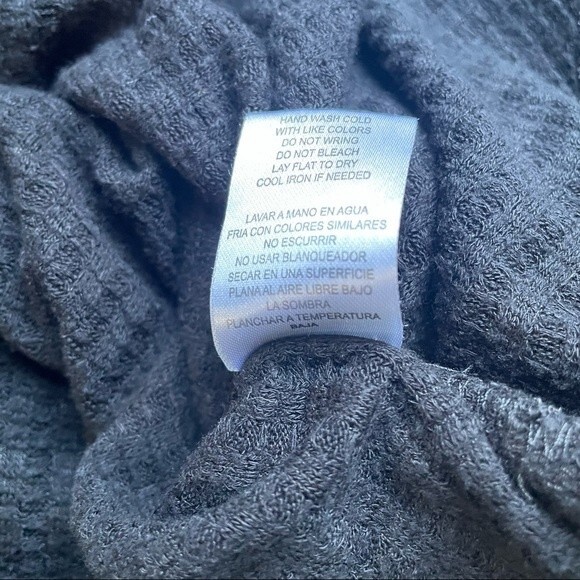 HAND WASH COLD
WITH LIKE COLORS
DO NOT WRING
DO NOT BLEACH
LAY FLAT TO DRY
COOL IRON IF NEEDED
LAVAR A MANO EN AGUA
FRIA CON COLORES SIMILARES
NO ESCURRIR
NO USAR BLANQUEADOR
SECAR EN UNA SUPERFICIE
PLANA AL AIRE LIBRE BAJO
LA SOMBRA
PLANCHAR A TEMPERATURA
BAJA